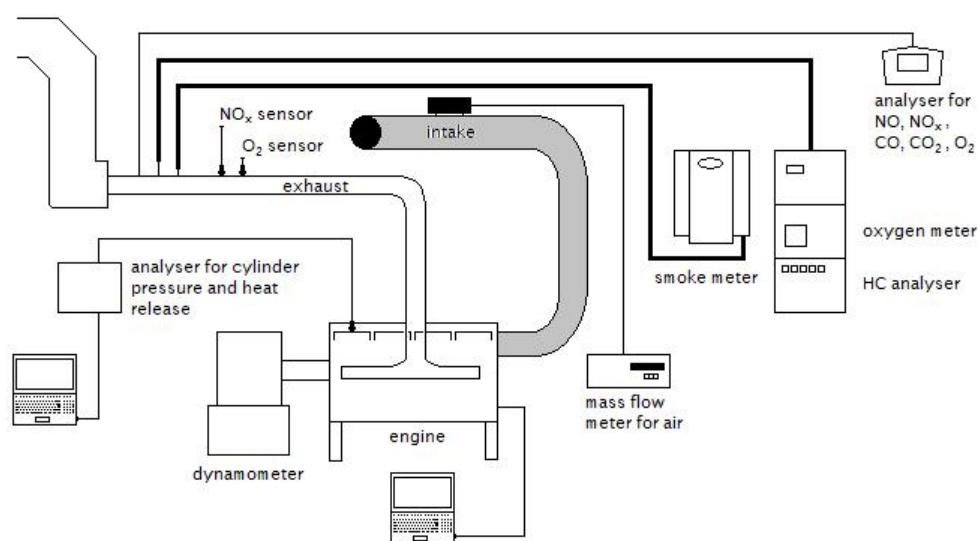 NOₓ sensor
O₂ sensor
intake
exhaust
analyser for
NO, NOₓ ,
CO, CO₂ , O₂
oxygen meter
HC analyser
smoke meter
analyser for cylinder
pressure and heat
release
mass flow
meter for air
engine
dynamometer